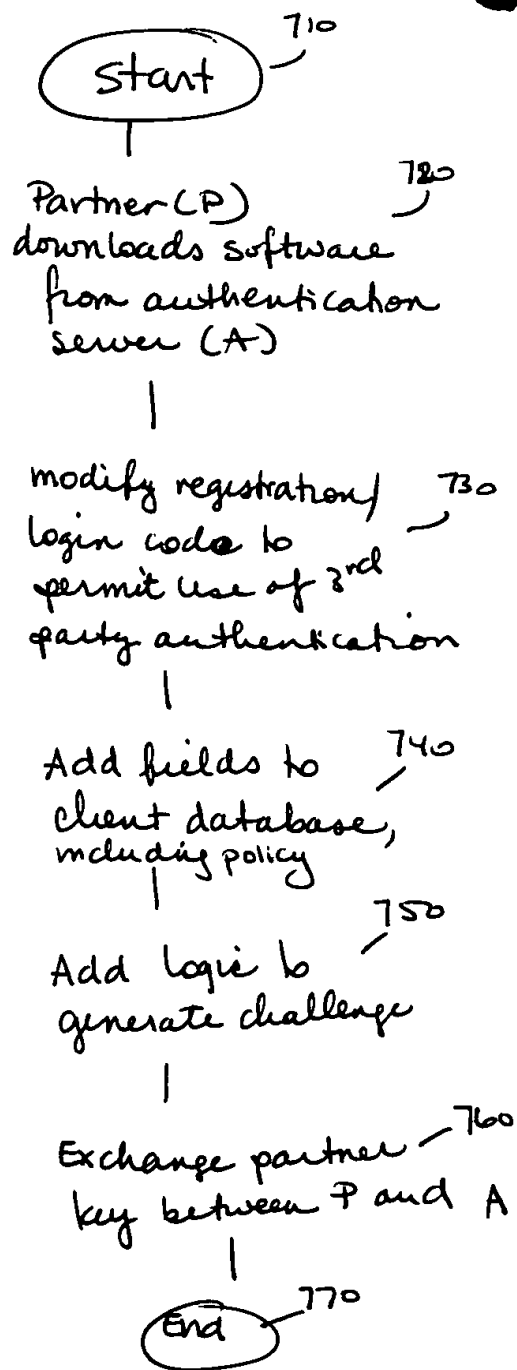 710
Start
720
Partner (P)
downloads software
from authentication
server (A)
modify registration/
730
login code to
permit use of 3rd
party authentication
740
Add fields to
client database,
including policy
750
Add logic to
generate challenge
760
Exchange partner
key between P and A
770
End